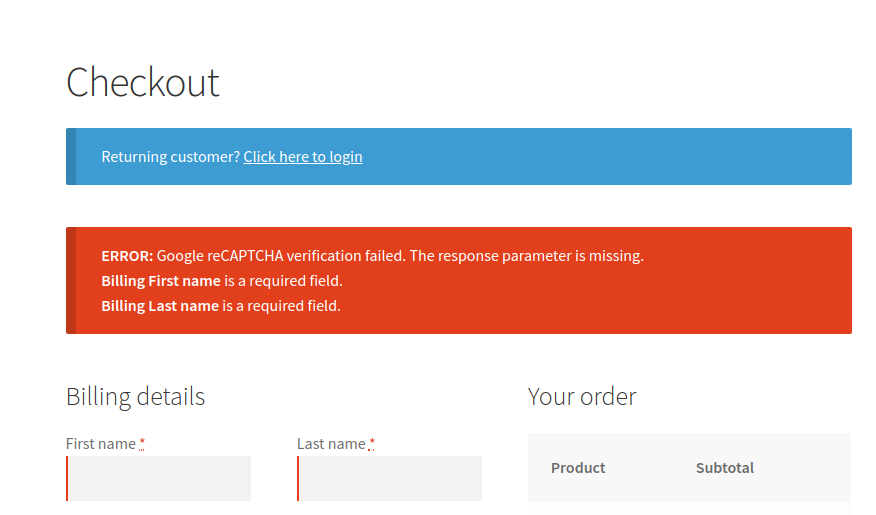 Checkout
Returning customer? Click here to login
ERROR: Google reCAPTCHA verification failed. The response parameter is missing.
Billing First name is a required field.
Billing Last name is a required field.
Billing details
Your order
First name *
Last name *
Product
Subtotal